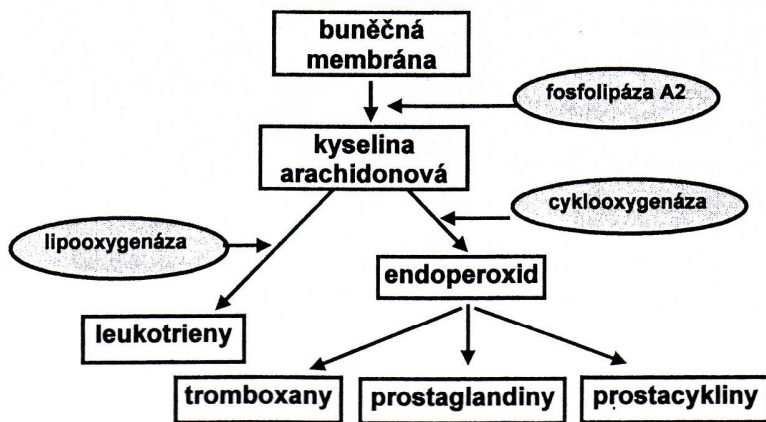 buněčná
membrána
fosfolipáza A2
kyselina
arachidonová
cyklooxygenáza
lipooxygenáza
endoperoxid
leukotrieny
tromboxany
prostaglandiny
prostacykliny